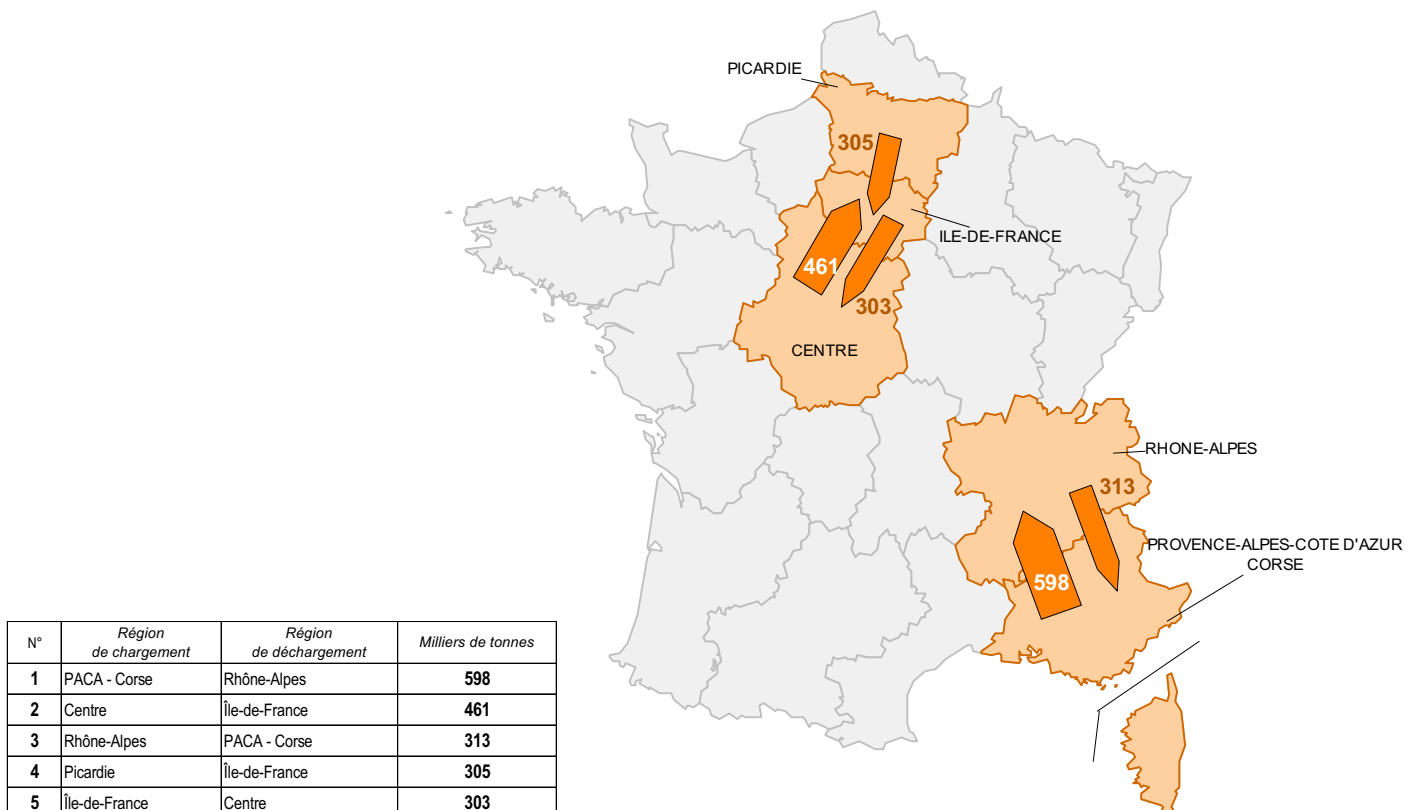 PICARDIE
305
ILE-DE-FRANCE
461
303
CENTRE
RHONE-ALPES
313
PROVENCE-ALPES-COTE D'AZUR
CORSE
598
N° Région de chargement Région de déchargement Milliers de tonnes
1 PACA - Corse Rhône-Alpes 598
2 Centre Île-de-France 461
3 Rhône-Alpes PACA - Corse 313
4 Picardie Île-de-France 305
5 Île-de-France Centre 303